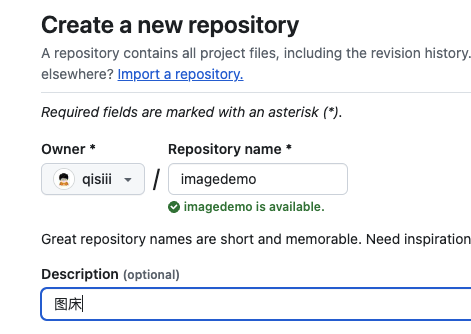 Create a new repository
A repository contains all project files, including the revision history.
elsewhere? Import a repository.
Required fields are marked with an asterisk (*).
Owner * Repository name *
qisiii / imagedemo
imagedemo is available.
Great repository names are short and memorable. Need inspiration
Description (optional)
图床